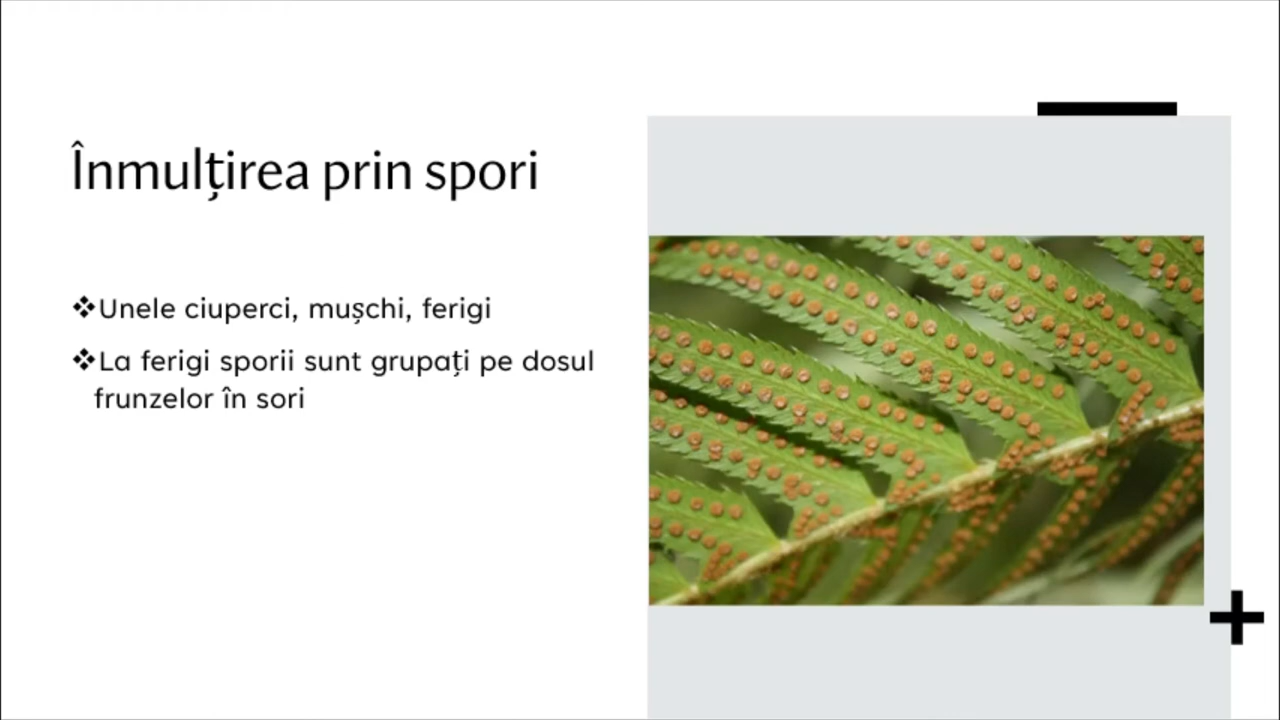 Înmulțirea prin spori
❖Unele ciuperci, mușchi, ferigi
❖La ferigi sporii sunt grupați pe dosul
frunzelor în sori